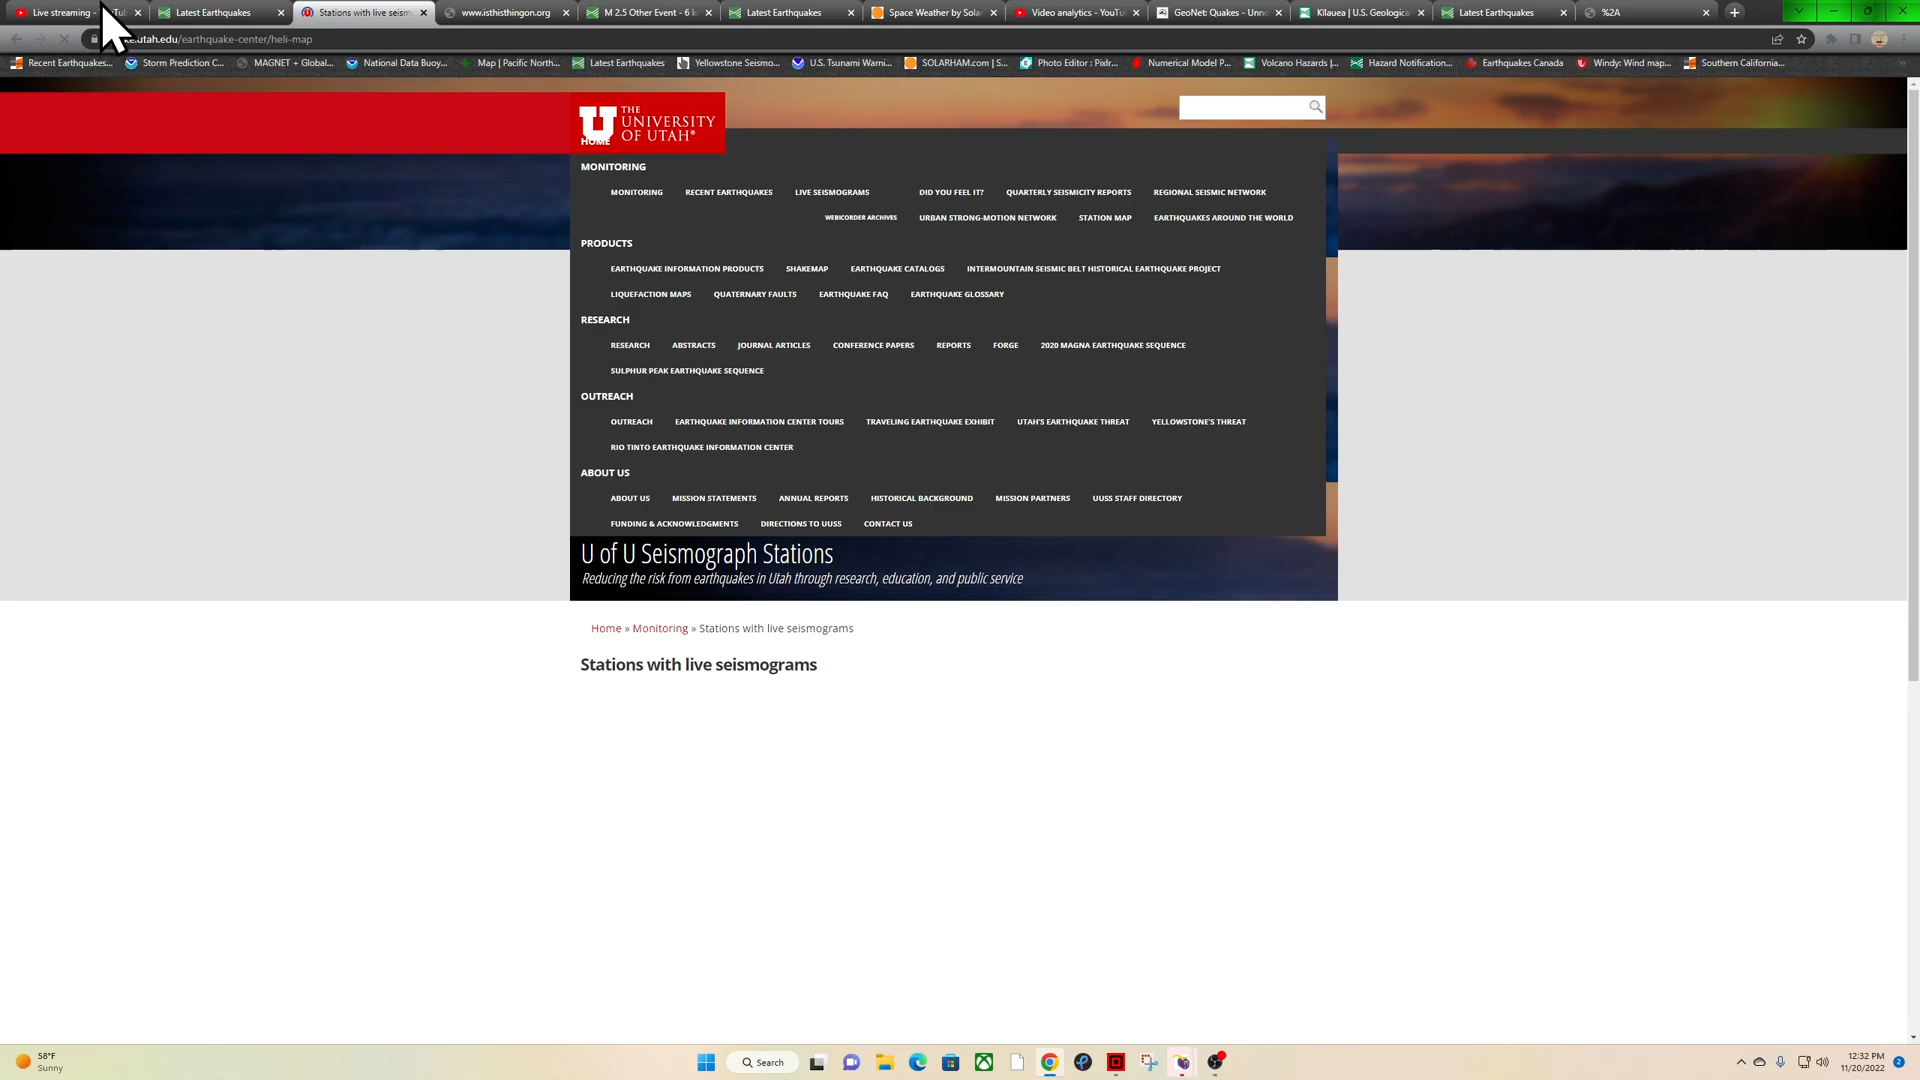 Live streaming - Latest Earthquakes Stations with live seism www.isthisthingon.org M 2.5 Other Event - 6 k Latest Earthquakes Space Weather by Sola Video analytics - YouTu GeoNet: Quakes - Unn Kīlauea | U.S. Geologica Latest Earthquakes %2A
.utah.edu/earthquake-center/heli-map
Recent Earthquakes... Storm Prediction C... MAGNET + Global... National Data Buoy... Map | Pacific North... Latest Earthquakes Yellowstone Seismo... U.S. Tsunami Warni... SOLARHAM.com | S... Photo Editor : Pixlr... Numerical Model P... Volcano Hazards |... Hazard Notification... Earthquakes Canada Windy: Wind map... Southern California...
THE
UNIVERSITY
OF UTAH®
HOME
MONITORING
MONITORING RECENT EARTHQUAKES LIVE SEISMOGRAMS DID YOU FEEL IT? QUARTERLY SEISMICITY REPORTS REGIONAL SEISMIC NETWORK
WEBICORDER ARCHIVES URBAN STRONG-MOTION NETWORK STATION MAP EARTHQUAKES AROUND THE WORLD
PRODUCTS
EARTHQUAKE INFORMATION PRODUCTS SHAKEMAP EARTHQUAKE CATALOGS INTERMOUNTAIN SEISMIC BELT HISTORICAL EARTHQUAKE PROJECT
LIQUEFACTION MAPS QUATERNARY FAULTS EARTHQUAKE FAQ EARTHQUAKE GLOSSARY
RESEARCH
RESEARCH ABSTRACTS JOURNAL ARTICLES CONFERENCE PAPERS REPORTS FORGE 2020 MAGNA EARTHQUAKE SEQUENCE
SULPHUR PEAK EARTHQUAKE SEQUENCE
OUTREACH
OUTREACH EARTHQUAKE INFORMATION CENTER TOURS TRAVELING EARTHQUAKE EXHIBIT UTAH'S EARTHQUAKE THREAT YELLOWSTONE'S THREAT
RIO TINTO EARTHQUAKE INFORMATION CENTER
ABOUT US
ABOUT US MISSION STATEMENTS ANNUAL REPORTS HISTORICAL BACKGROUND MISSION PARTNERS UUSS STAFF DIRECTORY
FUNDING & ACKNOWLEDGMENTS DIRECTIONS TO UUSS CONTACT US
U of U Seismograph Stations
Reducing the risk from earthquakes in Utah through research, education, and public service
Home » Monitoring » Stations with live seismograms
Stations with live seismograms
58°F
Sunny
Search
12:32 PM
11/20/2022
2